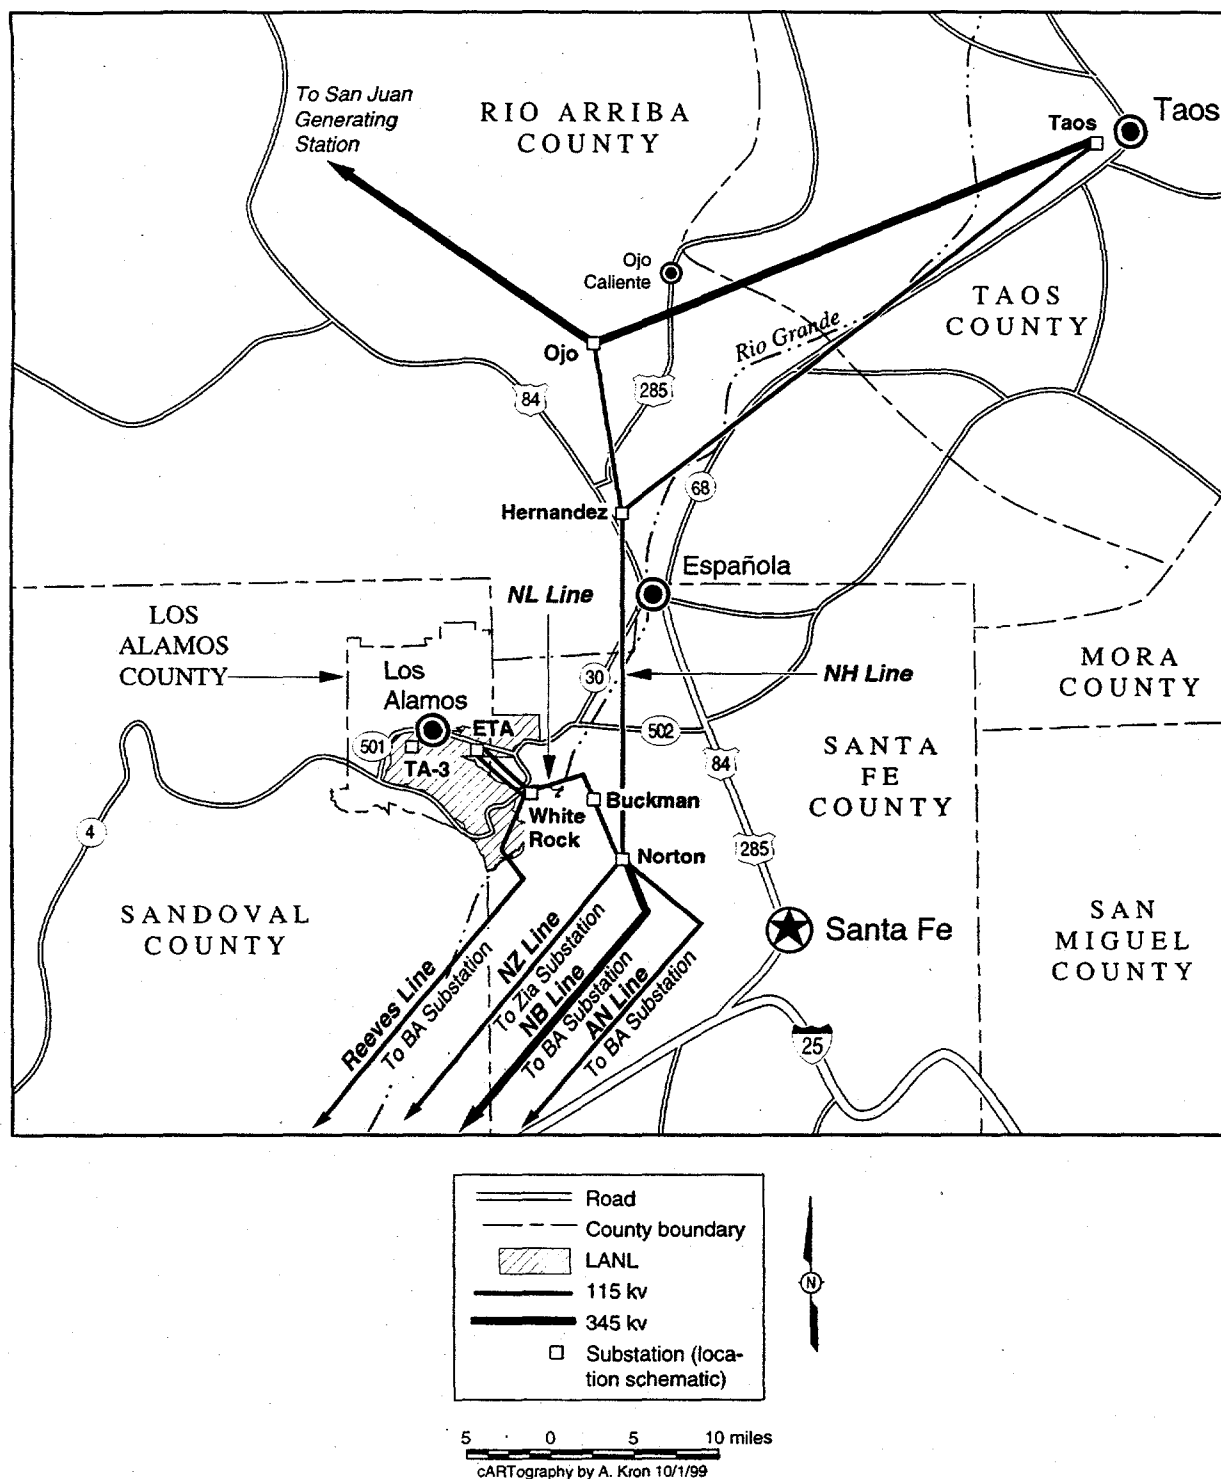 To San Juan
Generating
Station
RIO ARRIBA
COUNTY
Taos
Taos
Ojo
Caliente
TAOS
COUNTY
Rio Grande
Ojo
84
285
68
Hernandez
Española
NL Line
LOS
ALAMOS
COUNTY
MORA
COUNTY
30
NH Line
Los
Alamos
ETA
501
502
TA-3
SANTA
FE
COUNTY
84
White
Rock
Buckman
4
285
Norton
SANDOVAL
COUNTY
Santa Fe
SAN
MIGUEL
COUNTY
Reeves Line
To BA Substation
NZ Line
To Zia Substation
NB Line
To BA Substation
AN Line
To BA Substation
25
Road
County boundary
LANL
115 kv
345 kv
Substation (loca-
tion schematic)
N
5 0 5 10 miles
cARTography by A. Kron 10/1/99